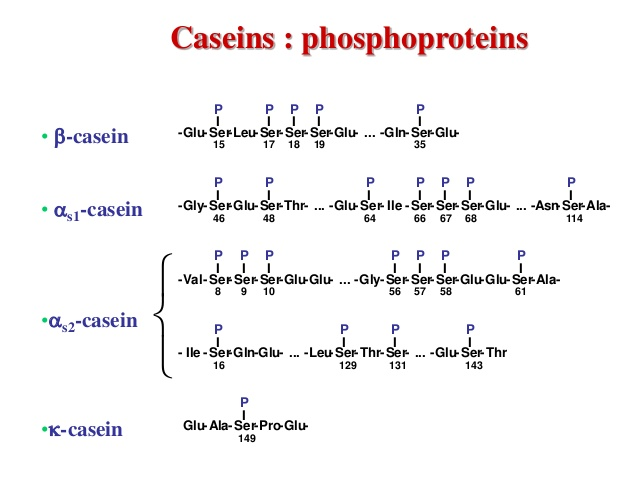 Caseins : phosphoproteins
P P P P P
• β-casein -Glu-Ser-Leu-Ser-Ser-Ser-Glu- ... -Gln-Ser-Glu-
15 17 18 19 35
P P P P P P P
• αs1-casein -Gly-Ser-Glu-Ser-Thr- ... -Glu-Ser-Ile-Ser-Ser-Ser-Glu- ... -Asn-Ser-Ala-
46 48 64 66 67 68 114
P P P P P P P
-Val-Ser-Ser-Ser-Glu-Glu- ... -Gly-Ser-Ser-Ser-Glu-Glu-Ser-Ala-
8 9 10 56 57 58 61
•αs2-casein
P P P P
-Ile-Ser-Gln-Glu- ... -Leu-Ser-Thr-Ser- ... -Glu-Ser-Thr
16 129 131 143
P
•κ-casein Glu-Ala-Ser-Pro-Glu-
149